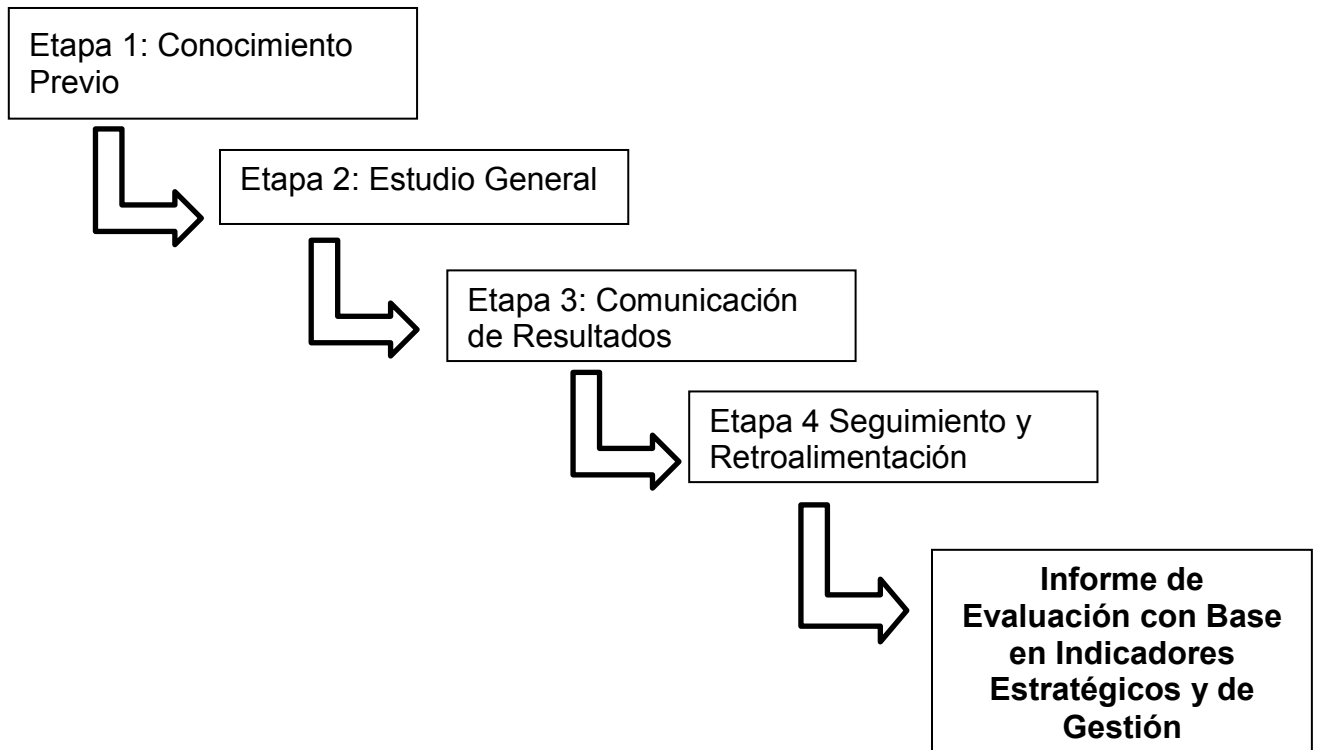 Etapa 1: Conocimiento
Previo
Etapa 2: Estudio General
Etapa 3: Comunicación
de Resultados
Etapa 4 Seguimiento y
Retroalimentación
Informe de
Evaluación con Base
en Indicadores
Estratégicos y de
Gestión